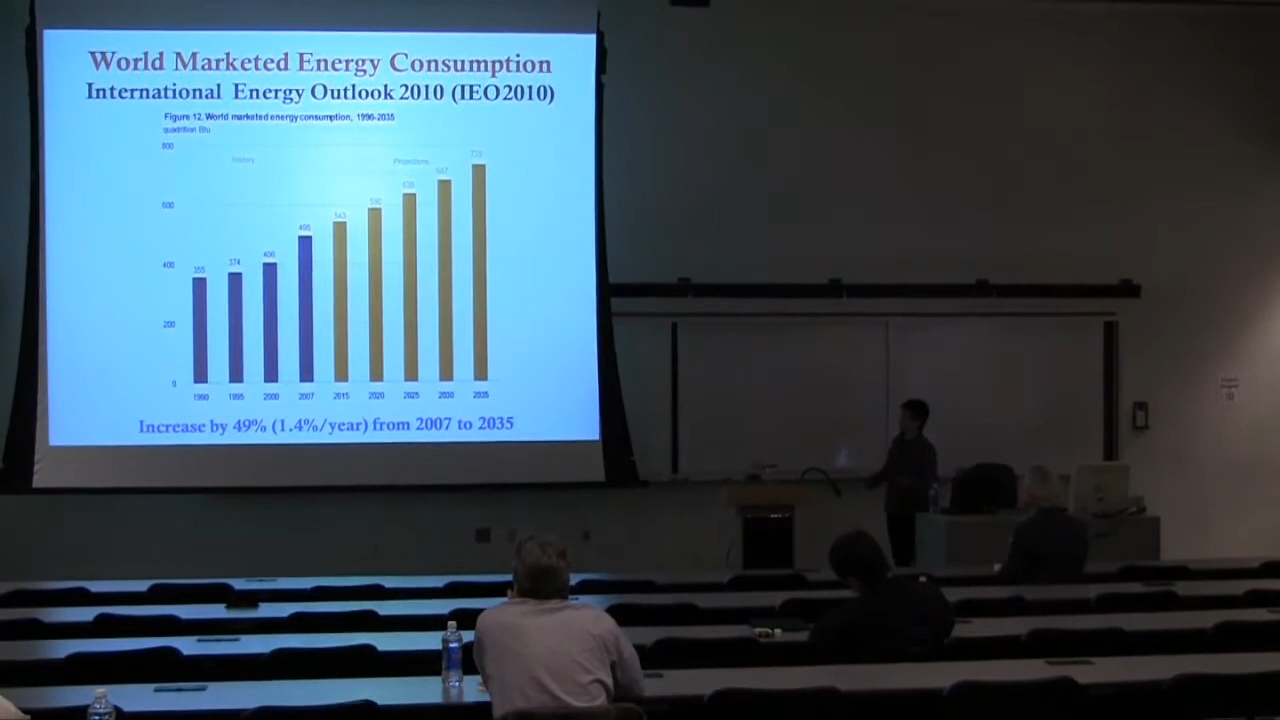 World Marketed Energy Consumption
International Energy Outlook 2010 (IEO2010)
Figure 12. World marketed energy consumption, 1990-2035
quadrillion Btu
800
History
Projections
739
687
639
600
590
543
495
400
406
374
355
200
0
1990 1995 2000 2007 2015 2020 2025 2030 2035
Increase by 49% (1.4%/year) from 2007 to 2035